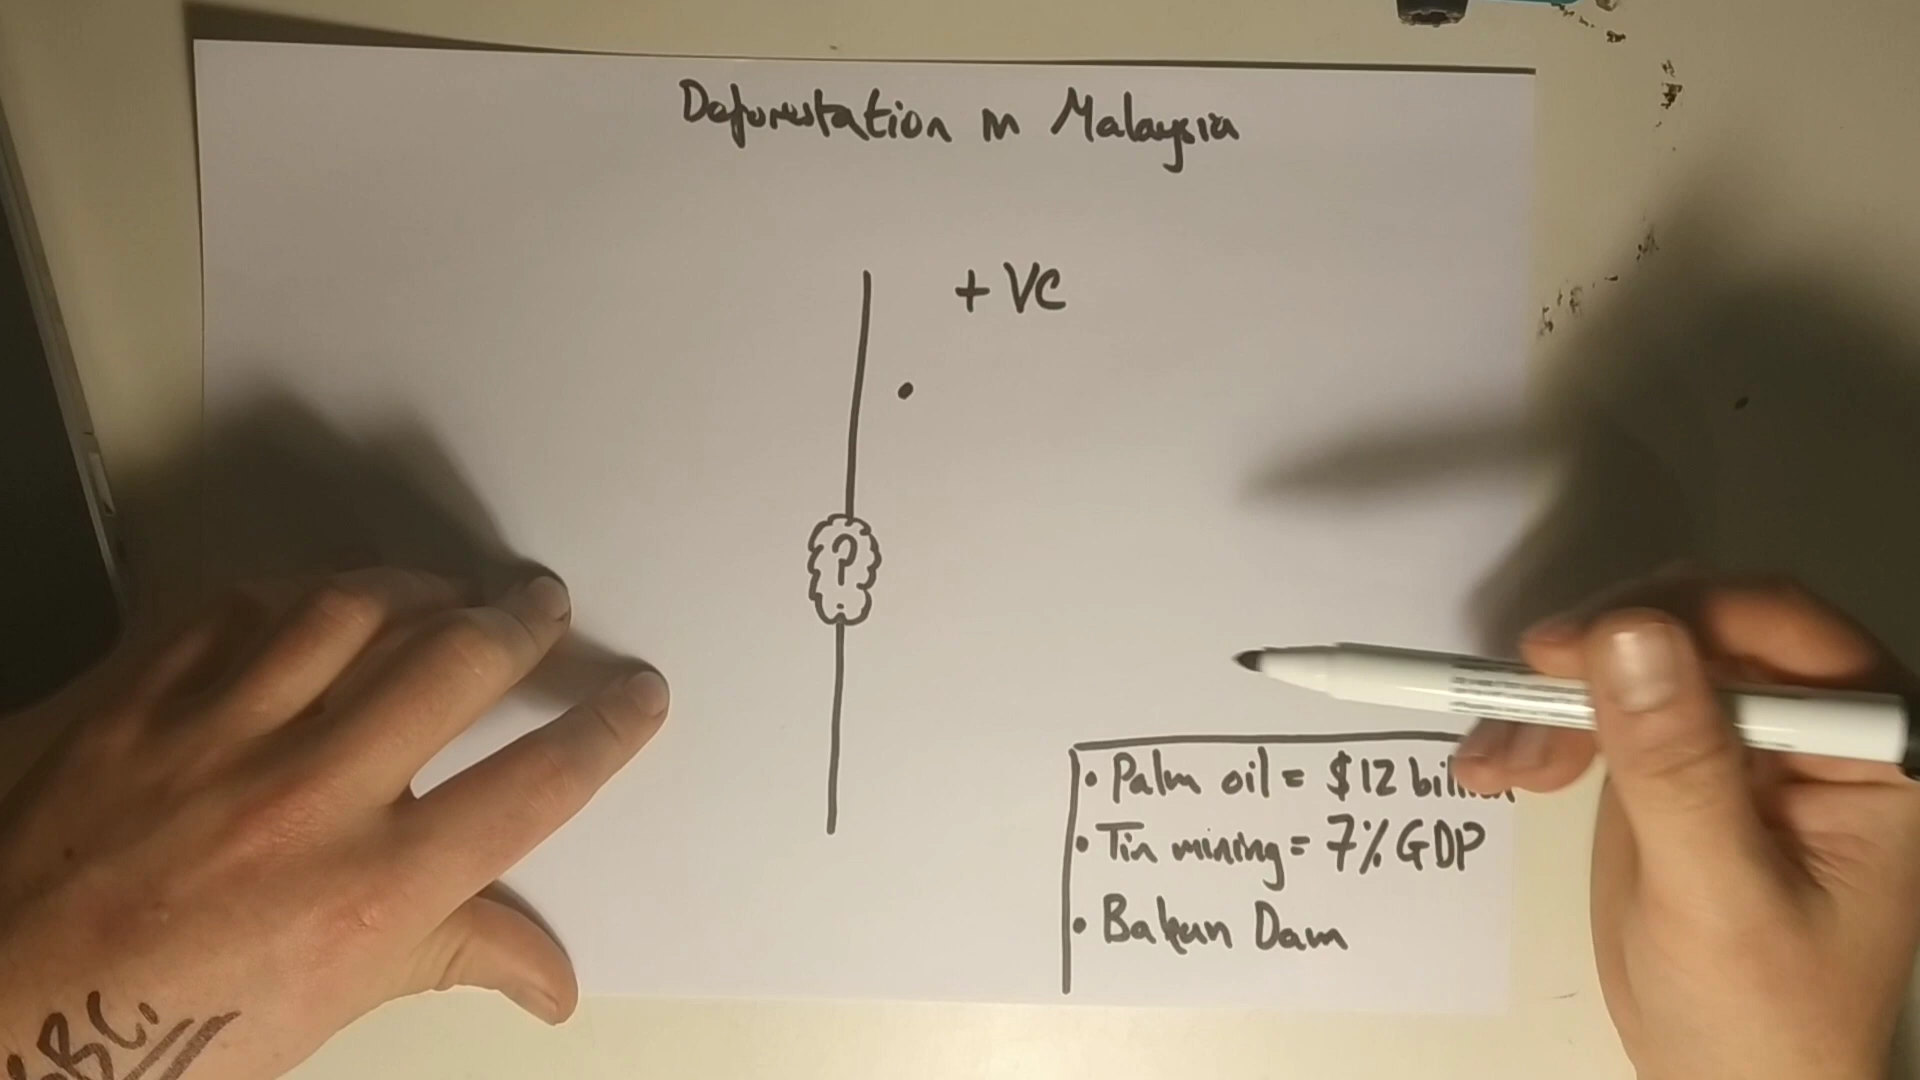 Deforestation in Malaysia
+ VC
?
• Palm oil = $12 billion
• Tin mining = 7% GDP
• Bakun Dam